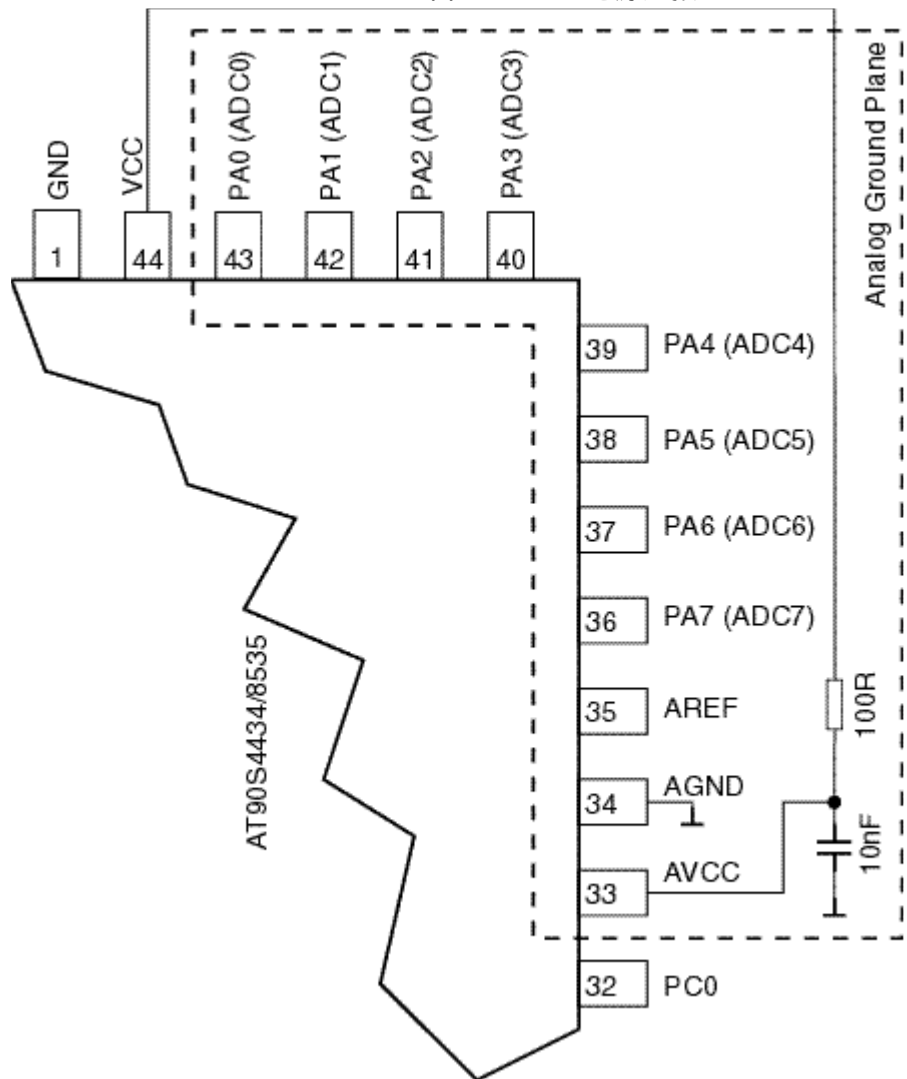 GND
VCC
PA0 (ADC0)
PA1 (ADC1)
PA2 (ADC2)
PA3 (ADC3)
Analog Ground Plane
1
44
43
42
41
40
39
PA4 (ADC4)
38
PA5 (ADC5)
37
PA6 (ADC6)
36
PA7 (ADC7)
35
AREF
100R
34
AGND
10nF
33
AVCC
32
PC0
AT90S4434/8535